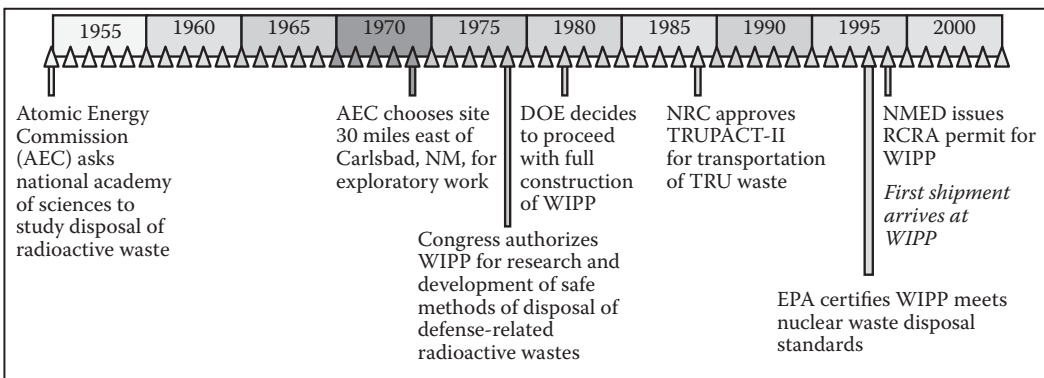 1955 1960 1965 1970 1975 1980 1985 1990 1995 2000
Atomic Energy
Commission
(AEC) asks
national academy
of sciences to
study disposal of
radioactive waste
AEC chooses site
30 miles east of
Carlsbad, NM, for
exploratory work
Congress authorizes
WIPP for research and
development of safe
methods of disposal of
defense-related
radioactive wastes
DOE decides
to proceed
with full
construction
of WIPP
NRC approves
TRUPACT-II
for transportation
of TRU waste
EPA certifies WIPP meets
nuclear waste disposal
standards
NMED issues
RCRA permit for
WIPP
First shipment
arrives at
WIPP